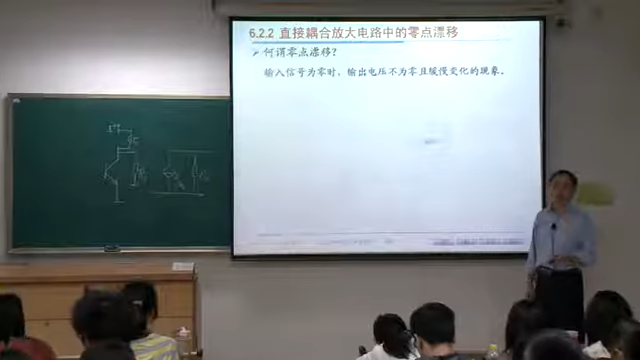 6.2.2 直接耦合放大电路中的零点漂移
➢ 何谓零点漂移?
输入信号为零时，输出电压不为零且缓慢变化的现象。